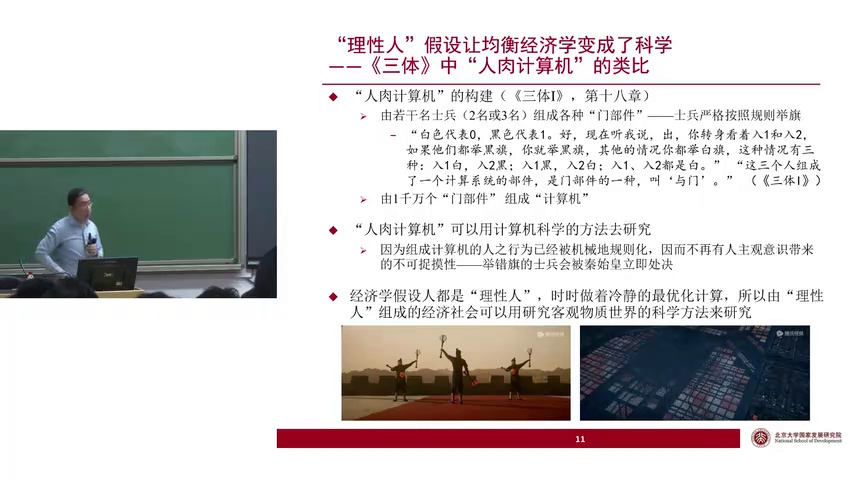 “理性人”假设让均衡经济学变成了科学
——《三体》中“人肉计算机”的类比
◆ “人肉计算机”的构建（《三体I》，第十八章）
➢ 由若干名士兵（2名或3名）组成各种“门部件”——士兵严格按照规则举旗
– “白色代表0，黑色代表1。好，现在听我说，出，你转身看着入1和入2，
如果他们都举黑旗，你就举黑旗，其他的情况你都举白旗，这种情况有三
种：入1白，入2黑；入1黑，入2白；入1、入2都是白。” “这三个人组成
了一个计算系统的部件，是门部件的一种，叫‘与门’。”（《三体I》）
➢ 由1千万个“门部件” 组成“计算机”
◆ “人肉计算机”可以用计算机科学的方法去研究
➢ 因为组成计算机的人之行为已经被机械地规则化，因而不再有人主观意识带来
的不可捉摸性——举错旗的士兵会被秦始皇立即处决
◆ 经济学假设人都是“理性人”，时时做着冷静的最优化计算，所以由“理性
人”组成的经济社会可以用研究客观物质世界的科学方法来研究
腾讯视频
腾讯视频
11
北京大学国家发展研究院
National School of Development